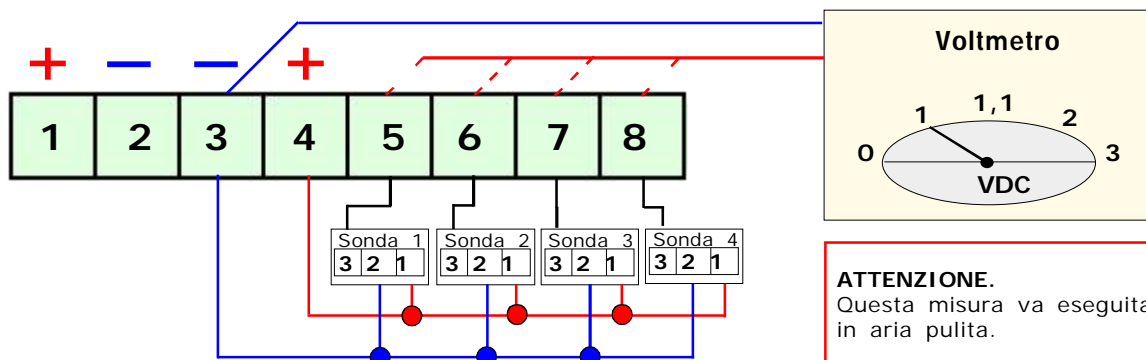 Voltmetro
+ — — +
0 1 1,1 2 3
VDC
1 2 3 4 5 6 7 8
Sonda 1 Sonda 2 Sonda 3 Sonda 4
3 2 1 3 2 1 3 2 1 3 2 1
ATTENZIONE.
Questa misura va eseguita
in aria pulita.